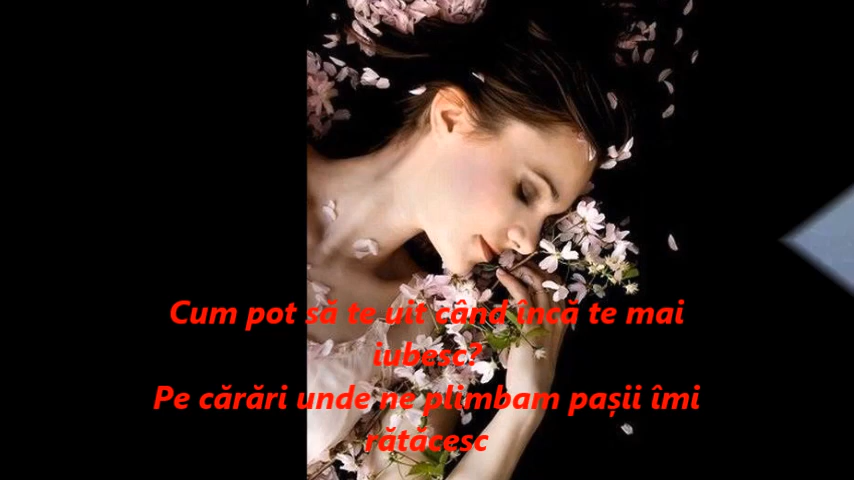 Cum pot să te uit când încă te mai
iubesc?
Pe cărări unde ne plimbam pașii îmi
rătăcesc